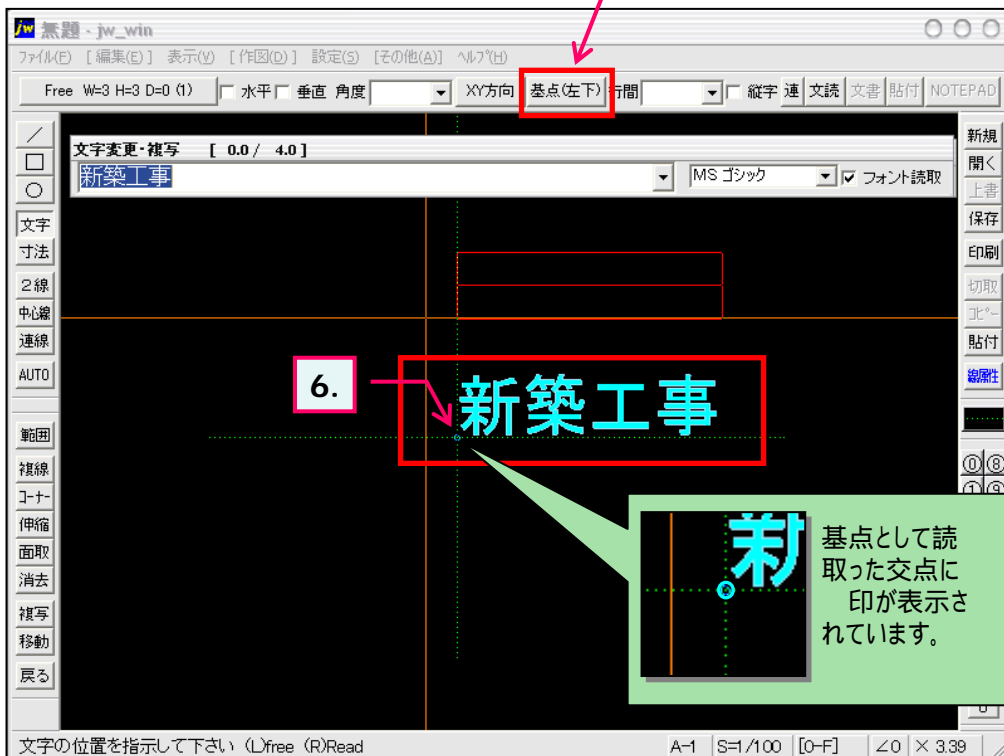 無題 - jw_win
ファイル(F) [編集(E)] 表示(V) [作図(D)] 設定(S) [その他(A)] ヘルプ(H)
Free W=3 H=3 D=0 (1) 水平 垂直 角度 XY方向 基点(左下) 行間 縦字 連 文読 文書 貼付 NOTEPAD
文字変更・複写 [ 0.0 / 4.0 ]
新築工事 MS ゴシック フォント読取
/
□
○
文字
寸法
2線
中心線
連線
AUTO
範囲
複線
コーナー
伸縮
面取
消去
複写
移動
戻る
6.
新築工事
新
基点として読
取った交点に
印が表示さ
れています。
新規
開く
上書
保存
印刷
切取
コピー
貼付
線属性
0 8
1 9
0
文字の位置を指示して下さい (L)free (R)Read
A-1 S=1/100 [0-F] ∠0 × 3.39